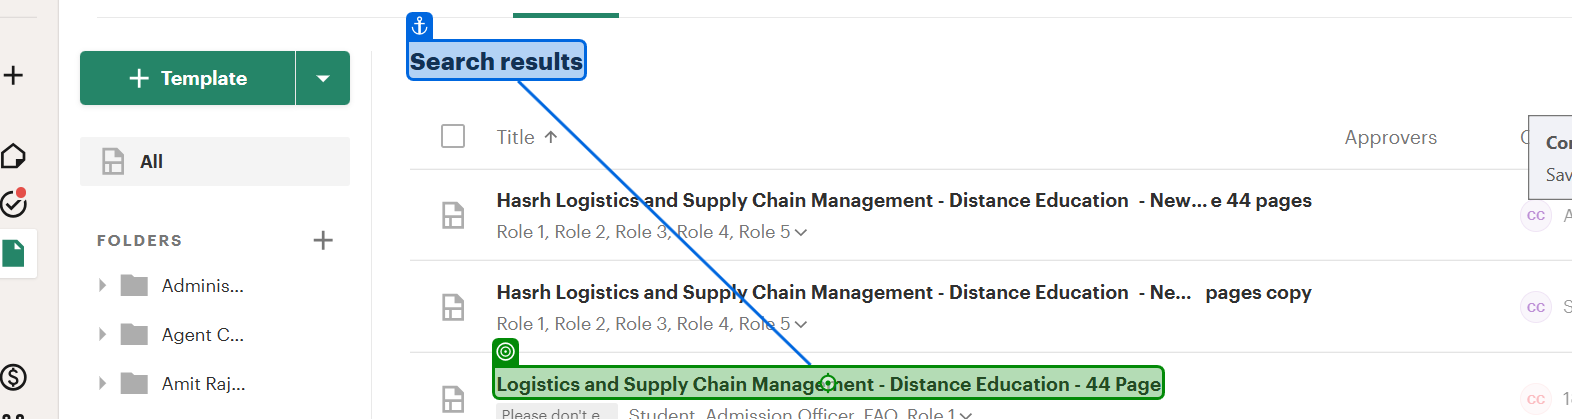 Search results
Template
Title
Approvers
All
Hasrh Logistics and Supply Chain Management - Distance Education - New... e 44 pages
Role 1, Role 2, Role 3, Role 4, Role 5
CC
FOLDERS
Adminis...
Hasrh Logistics and Supply Chain Management - Distance Education - Ne... pages copy
Role 1, Role 2, Role 3, Role 4, Role 5
CC
Agent C...
Amit Raj...
Logistics and Supply Chain Management - Distance Education - 44 Page
CC
Please don't e
Student, Admission Officer, FAO, Role 1